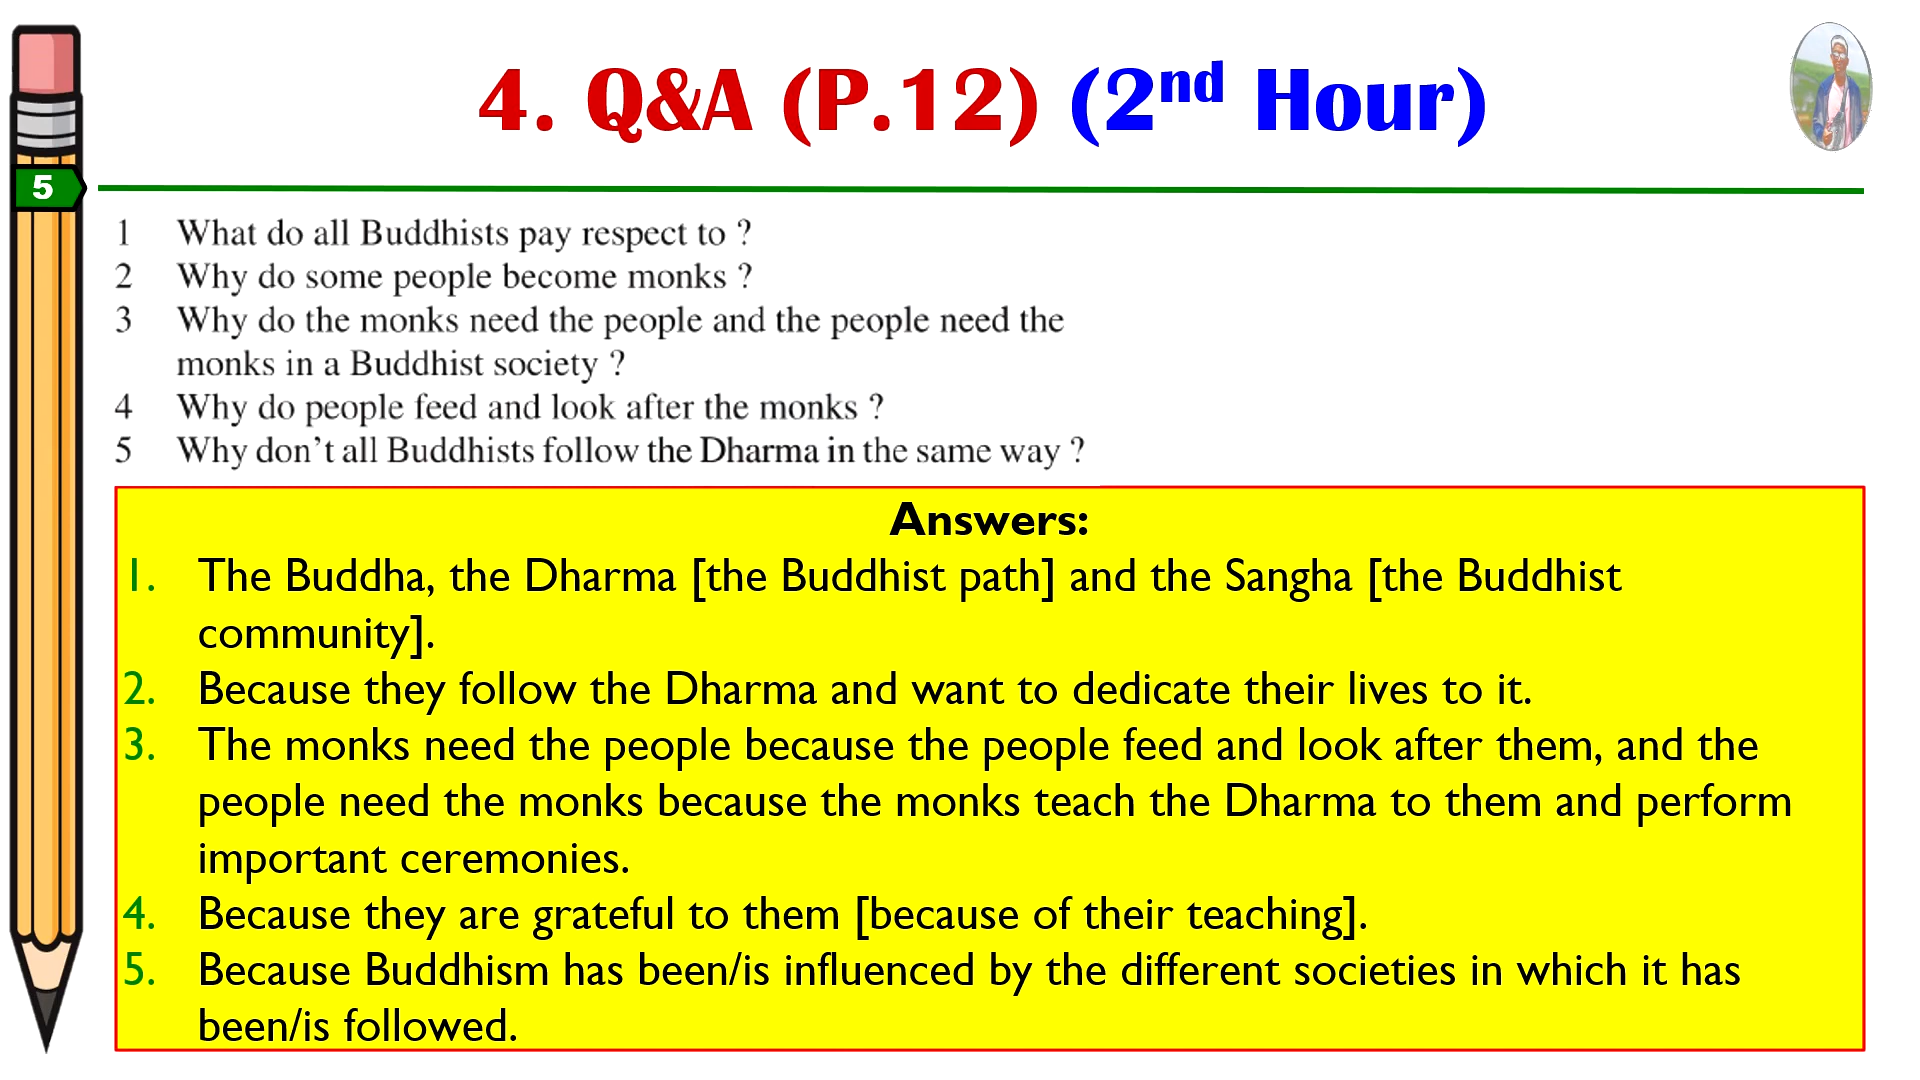 4. Q&A (P.12) (2nd Hour)
5
1 What do all Buddhists pay respect to ?
2 Why do some people become monks ?
3 Why do the monks need the people and the people need the
monks in a Buddhist society ?
4 Why do people feed and look after the monks ?
5 Why don't all Buddhists follow the Dharma in the same way ?
Answers:
1. The Buddha, the Dharma [the Buddhist path] and the Sangha [the Buddhist
community].
2. Because they follow the Dharma and want to dedicate their lives to it.
3. The monks need the people because the people feed and look after them, and the
people need the monks because the monks teach the Dharma to them and perform
important ceremonies.
4. Because they are grateful to them [because of their teaching].
5. Because Buddhism has been/is influenced by the different societies in which it has
been/is followed.